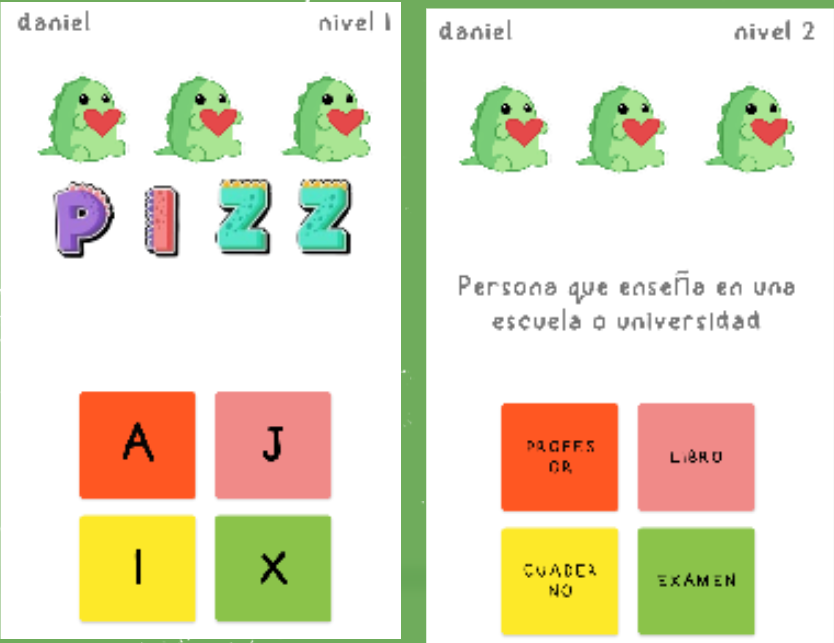 daniel nivel 1
PIZZ
A J
I X
daniel nivel 2
Persona que enseña en una
escuela o universidad
PROFES
OR
LIBRO
CUADER
NO
EXÁMEN